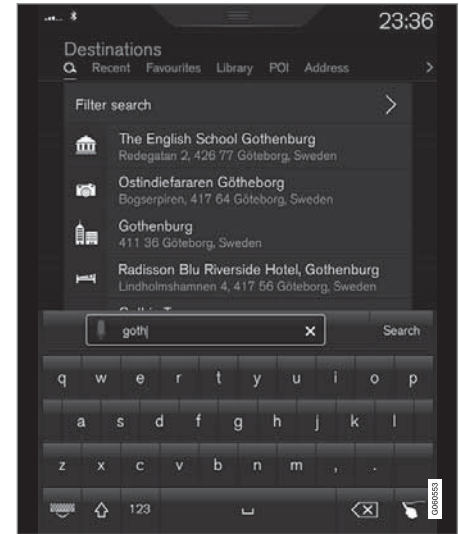 23:36
Destinations
Recent Favourites Library POI Address
Filter search
The English School Gothenburg
Redegatan 2, 426 77 Göteborg, Sweden
Ostindiefararen Götheborg
Bogserpiren, 417 64 Göteborg, Sweden
Gothenburg
411 36 Göteborg, Sweden
Radisson Blu Riverside Hotel, Gothenburg
Lindholmshamnen 4, 417 56 Göteborg, Sweden
goth
Search
q w e r t y u i o p
a s d f g h j k l
z x c v b n m , .
123
G060553